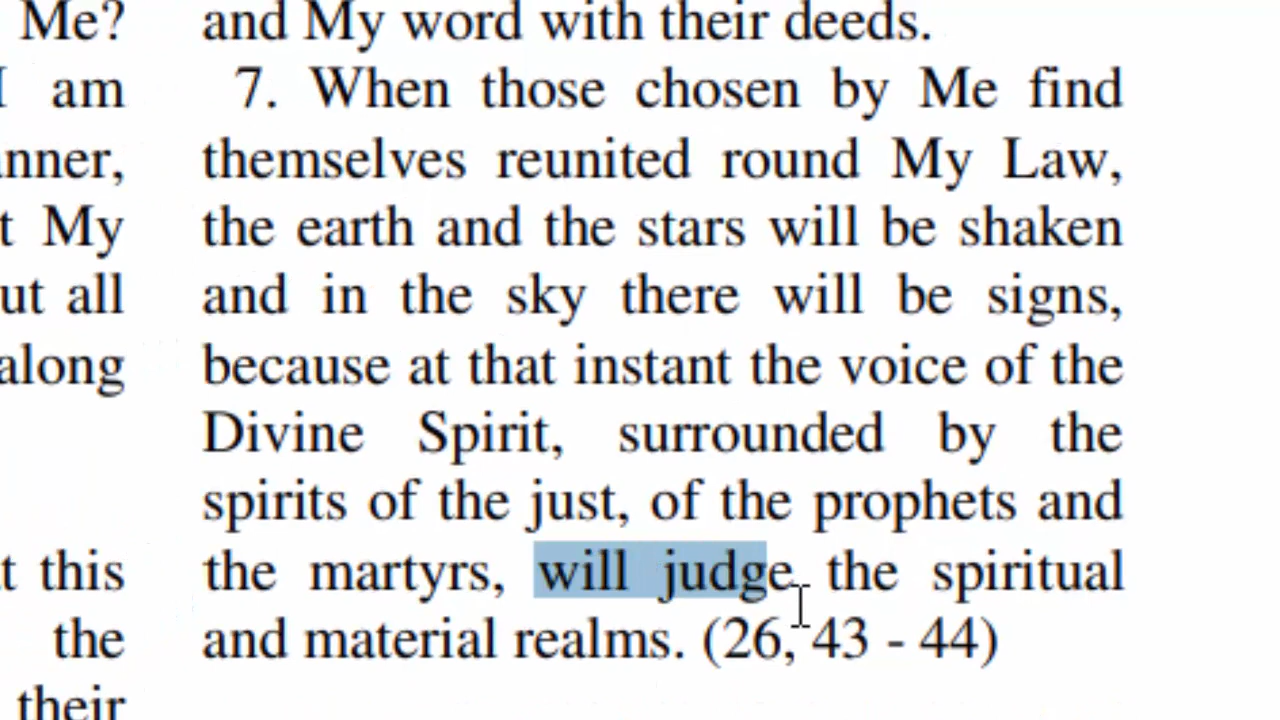 Me?
I am
anner,
t My
ut all
along
t this
the
their
and My word with their deeds.
7. When those chosen by Me find
themselves reunited round My Law,
the earth and the stars will be shaken
and in the sky there will be signs,
because at that instant the voice of the
Divine Spirit, surrounded by the
spirits of the just, of the prophets and
the martyrs, will judge the spiritual
and material realms. (26, 43 - 44)